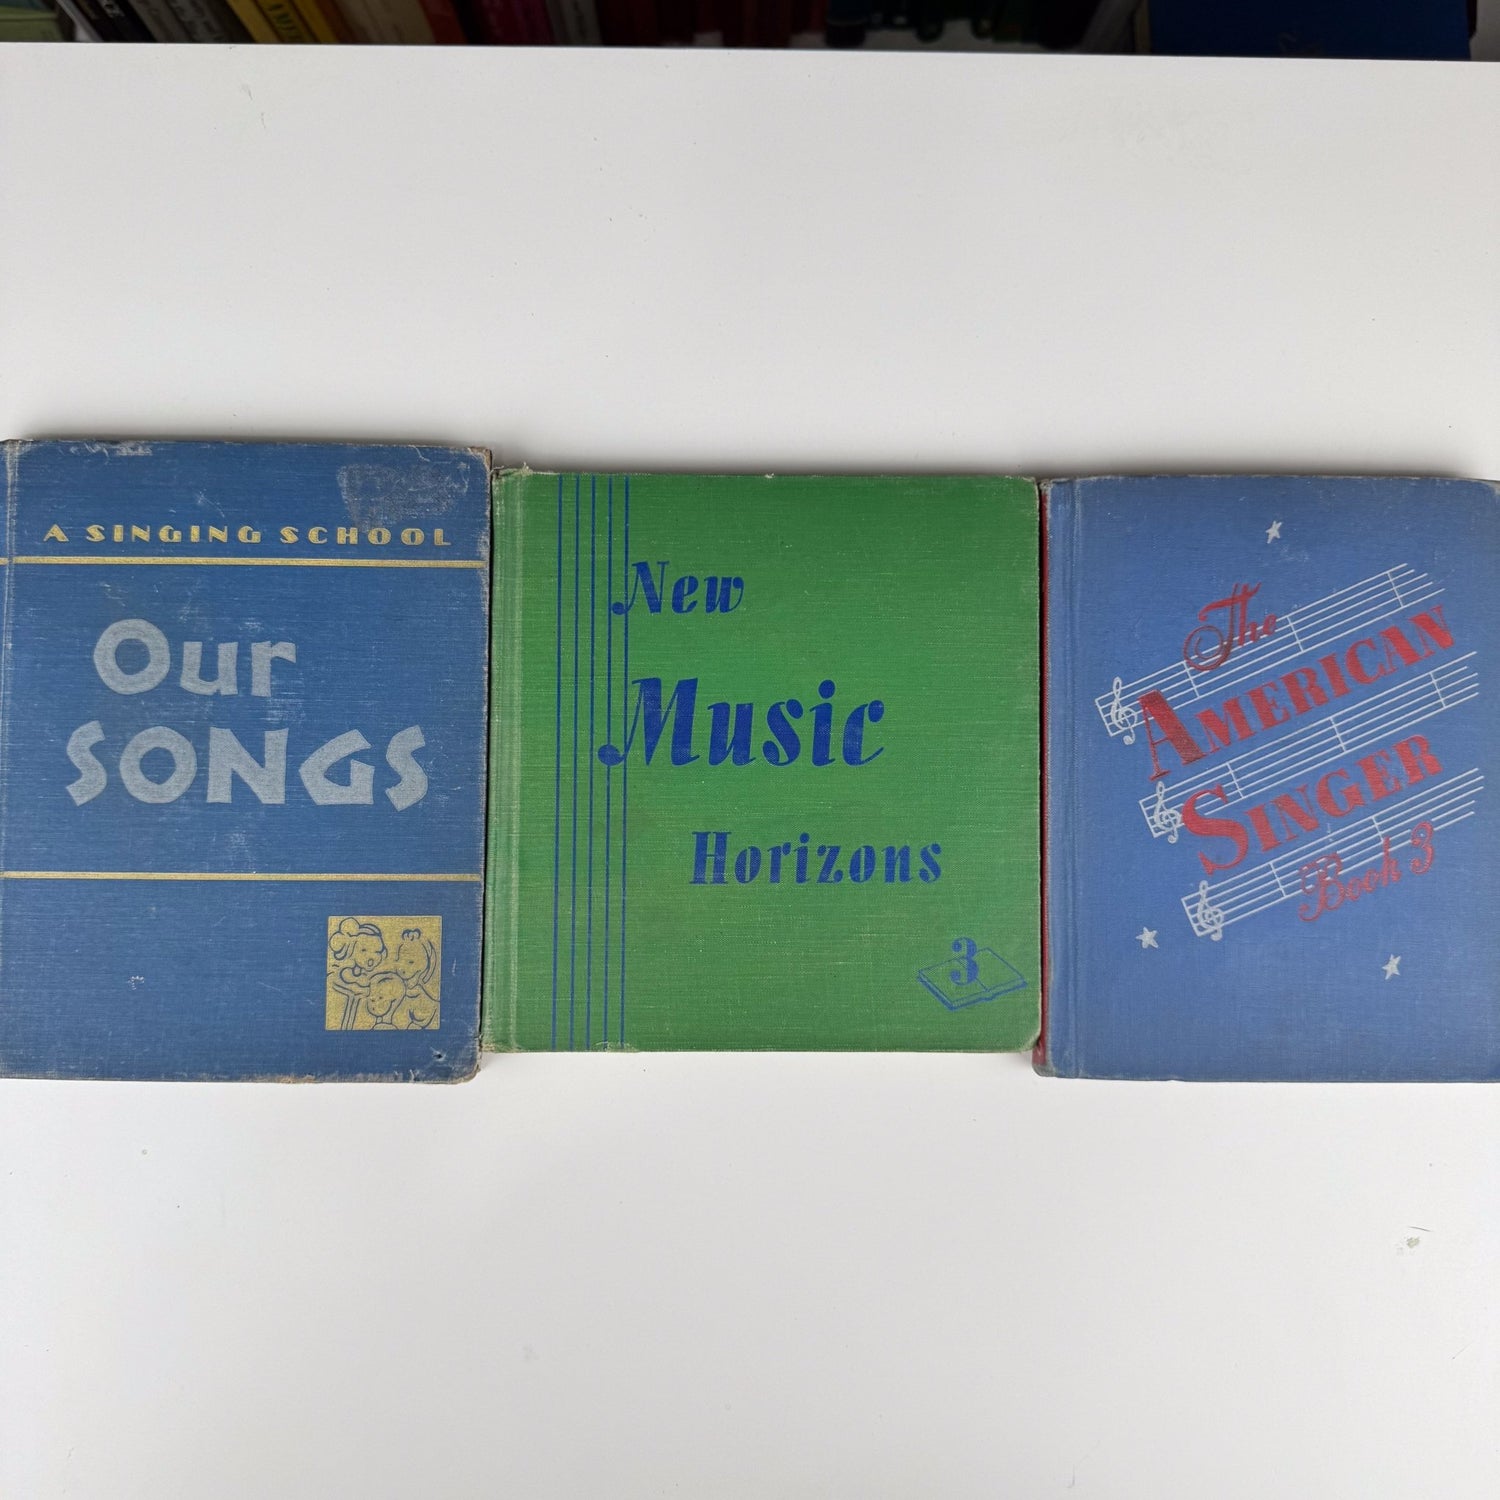 A SINGING SCHOOL
Our
SONGS
New
Music
Horizons
3
The
AMERICAN
SINGER
Book 3